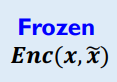 Frozen
Enc(x, x̃)